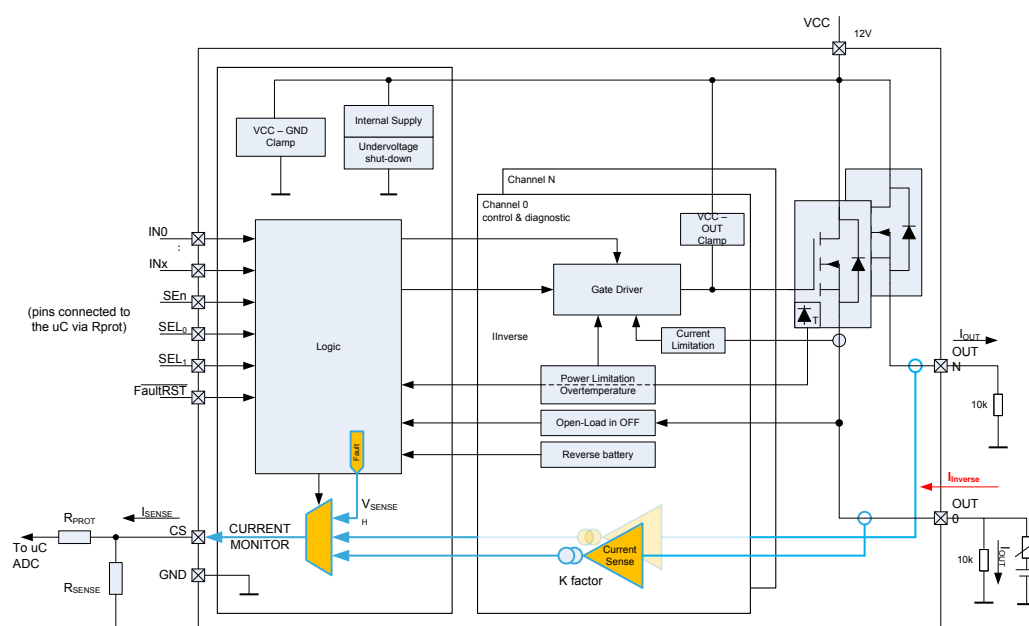 VCC
12V
VCC – GND
Clamp
Internal Supply
Undervoltage
shut-down
Channel N
Channel 0
control & diagnostic
VCC –
OUT
Clamp
IN0
:
INx
SEn
(pins connected to
the uC via Rprot)
SEL0
SEL1
FaultRST
Logic
Gate Driver
IInverse
Current
Limitation
T
IOUT
OUT
N
10k
Power Limitation
Overtemperature
Open-Load in OFF
Reverse battery
Fault
VSENSE
H
IInverse
OUT
0
ISENSE
RPROT
CS
CURRENT
MONITOR
To uC
ADC
Current
Sense
K factor
10k
IOUT
GND
RSENSE